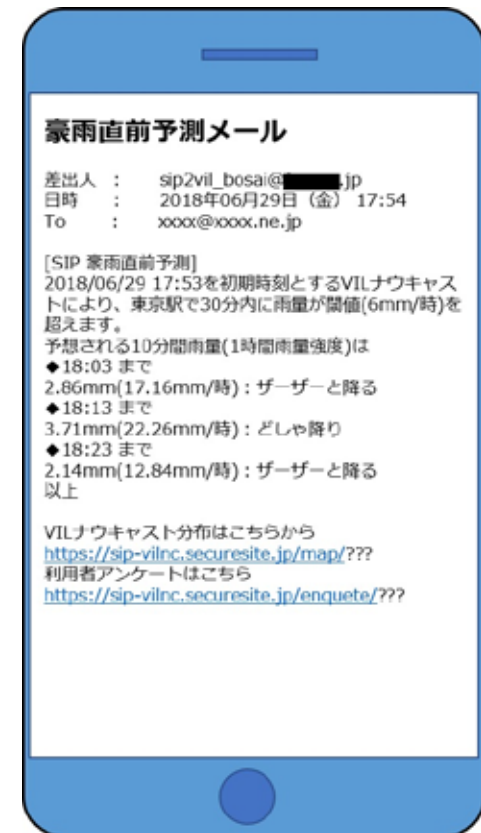 豪雨直前予測メール
差出人 : sip2vil_bosai@ .jp
日時 : 2018年06月29日(金) 17:54
To : xxxx@xxxx.ne.jp
[SIP 豪雨直前予測]
2018/06/29 17:53を初期時刻とするVILナウキャス
トにより、東京駅で30分内に雨量が閾値(6mm/時)を
超えます。
予想される10分間雨量(1時間雨量強度)は
◆18:03 まで
2.86mm(17.16mm/時) : ザーザーと降る
◆18:13 まで
3.71mm(22.26mm/時) : どしゃ降り
◆18:23 まで
2.14mm(12.84mm/時) : ザーザーと降る
以上
VILナウキャスト分布はこちらから
https://sip-vilnc.securesite.jp/map/???
利用者アンケートはこちら
https://sip-vilnc.securesite.jp/enquete/???